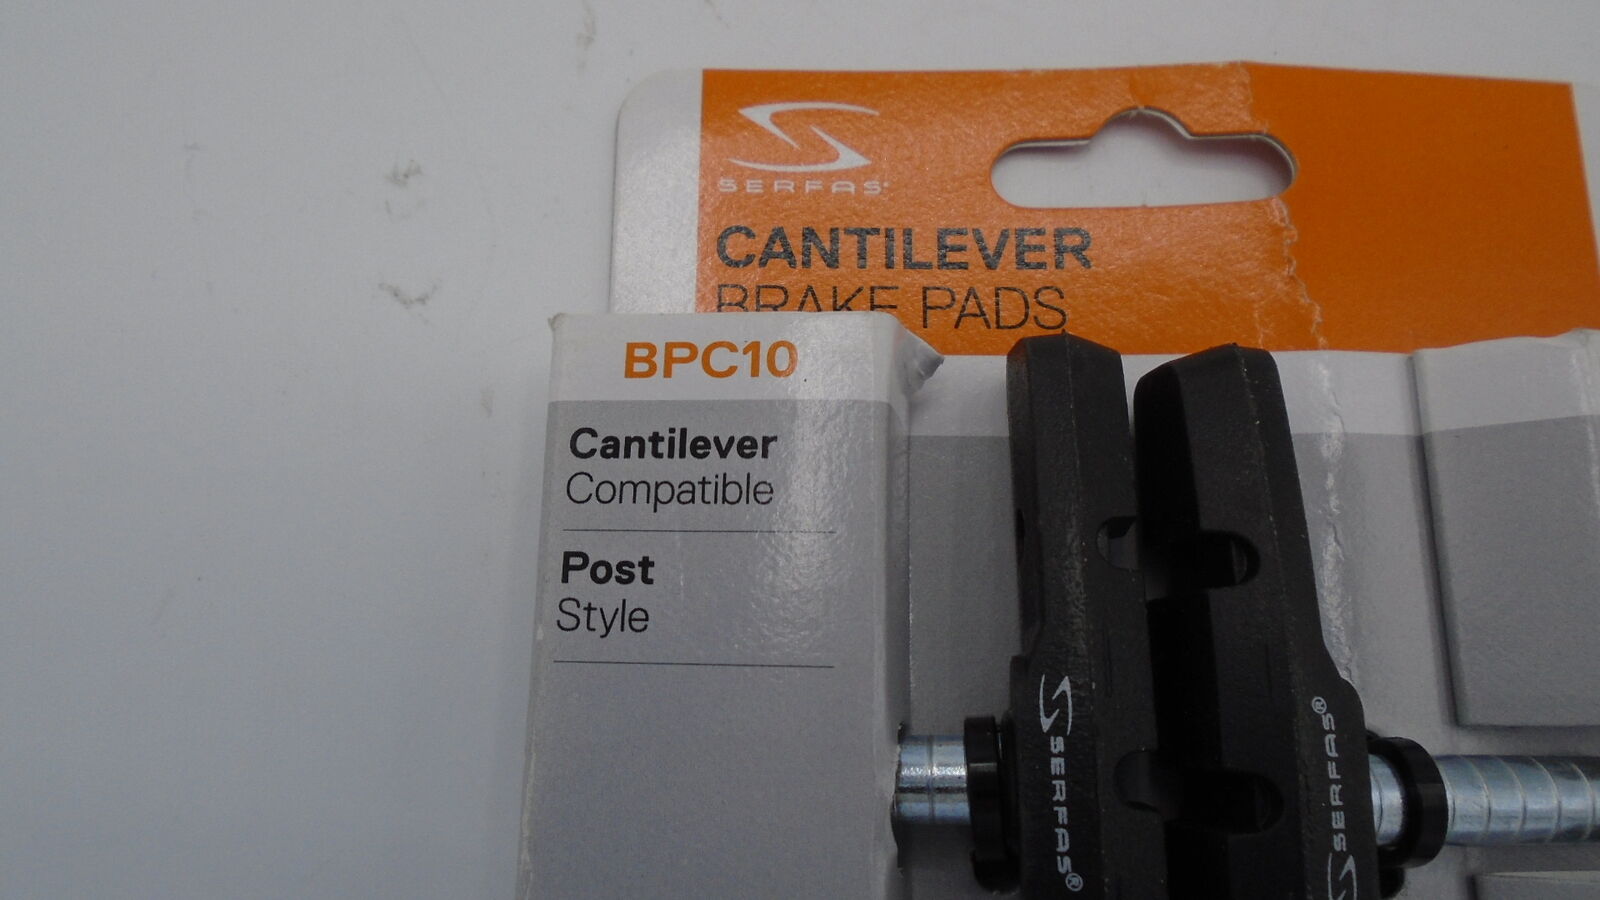 SERFAS
CANTILEVER
BRAKE PADS
BPC10
Cantilever
Compatible
Post
Style
SERFAS®
SERFAS®